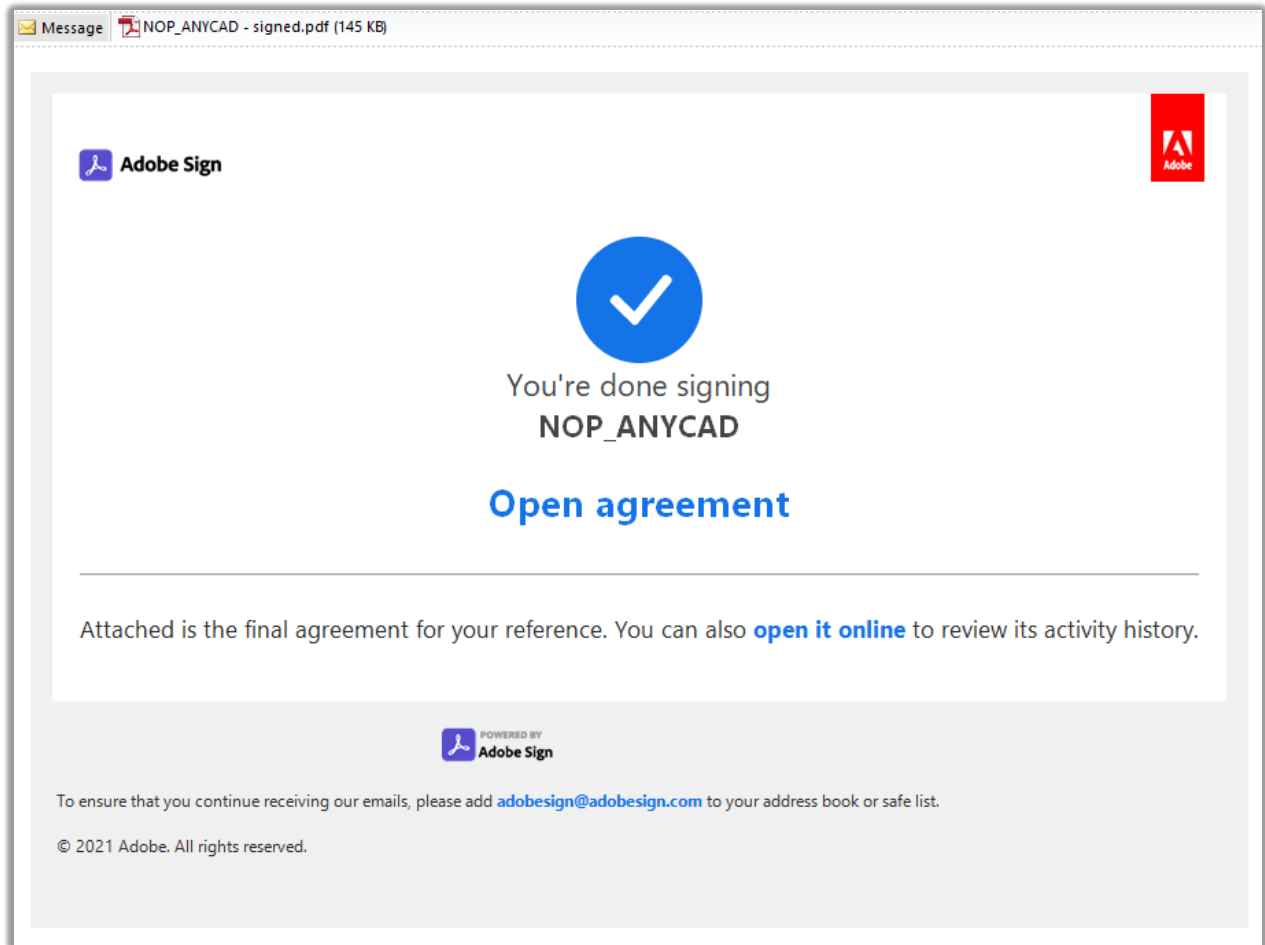 Message NOP_ANYCAD - signed.pdf (145 KB)
Adobe Sign
Adobe
You're done signing
NOP_ANYCAD
Open agreement
Attached is the final agreement for your reference. You can also open it online to review its activity history.
POWERED BY
Adobe Sign
To ensure that you continue receiving our emails, please add adobesign@adobesign.com to your address book or safe list.
© 2021 Adobe. All rights reserved.